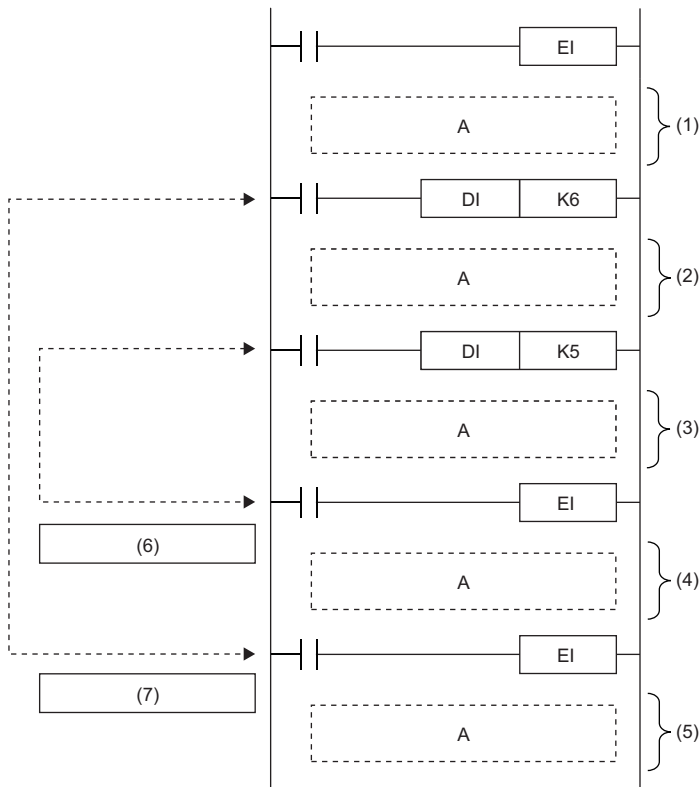 EI
A
(1)
DI K6
A
(2)
DI K5
A
(3)
EI
(6)
A
(4)
EI
(7)
A
(5)